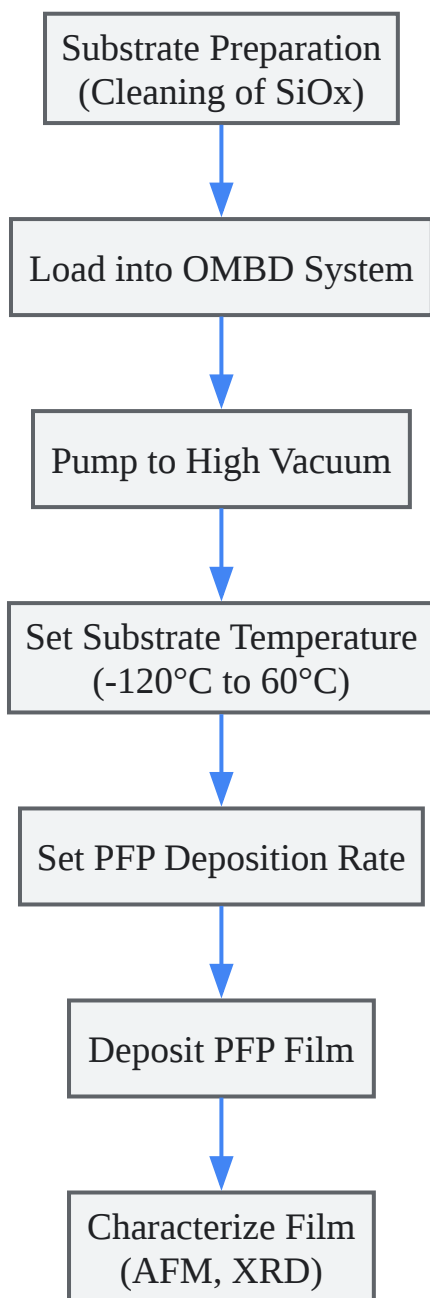 Substrate Preparation
(Cleaning of SiOx)
Load into OMBD System
Pump to High Vacuum
Set Substrate Temperature
(-120°C to 60°C)
Set PFP Deposition Rate
Deposit PFP Film
Characterize Film
(AFM, XRD)